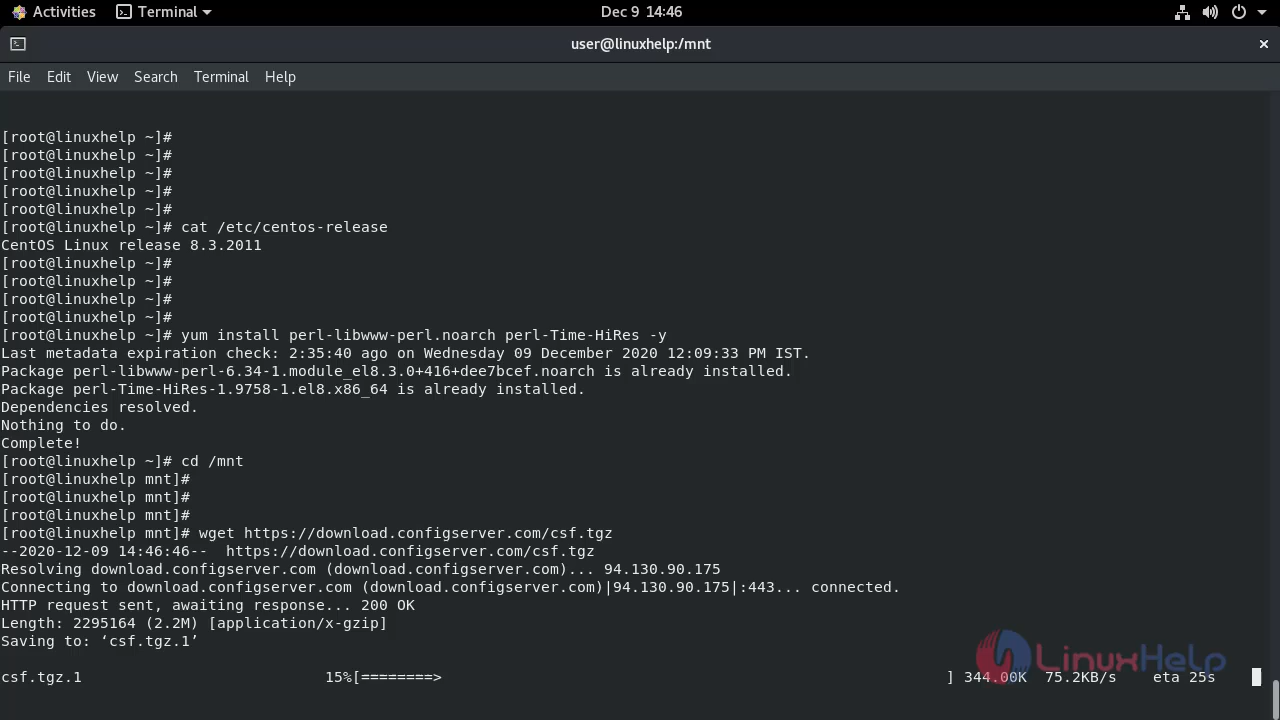 Activities Terminal Dec 9 14:46
user@linuxhelp:/mnt ×
File Edit View Search Terminal Help
[root@linuxhelp ~]#
[root@linuxhelp ~]#
[root@linuxhelp ~]#
[root@linuxhelp ~]#
[root@linuxhelp ~]#
[root@linuxhelp ~]# cat /etc/centos-release
CentOS Linux release 8.3.2011
[root@linuxhelp ~]#
[root@linuxhelp ~]#
[root@linuxhelp ~]#
[root@linuxhelp ~]#
[root@linuxhelp ~]# yum install perl-libwww-perl.noarch perl-Time-HiRes -y
Last metadata expiration check: 2:35:40 ago on Wednesday 09 December 2020 12:09:33 PM IST.
Package perl-libwww-perl-6.34-1.module_el8.3.0+416+dee7bcef.noarch is already installed.
Package perl-Time-HiRes-1.9758-1.el8.x86_64 is already installed.
Dependencies resolved.
Nothing to do.
Complete!
[root@linuxhelp ~]# cd /mnt
[root@linuxhelp mnt]#
[root@linuxhelp mnt]#
[root@linuxhelp mnt]#
[root@linuxhelp mnt]# wget https://download.configserver.com/csf.tgz
--2020-12-09 14:46:46-- https://download.configserver.com/csf.tgz
Resolving download.configserver.com (download.configserver.com)... 94.130.90.175
Connecting to download.configserver.com (download.configserver.com)|94.130.90.175|:443... connected.
HTTP request sent, awaiting response... 200 OK
Length: 2295164 (2.2M) [application/x-gzip]
Saving to: ‘csf.tgz.1’
LinuxHelp
csf.tgz.1 15%[========> ] 344.00K 75.2KB/s eta 25s